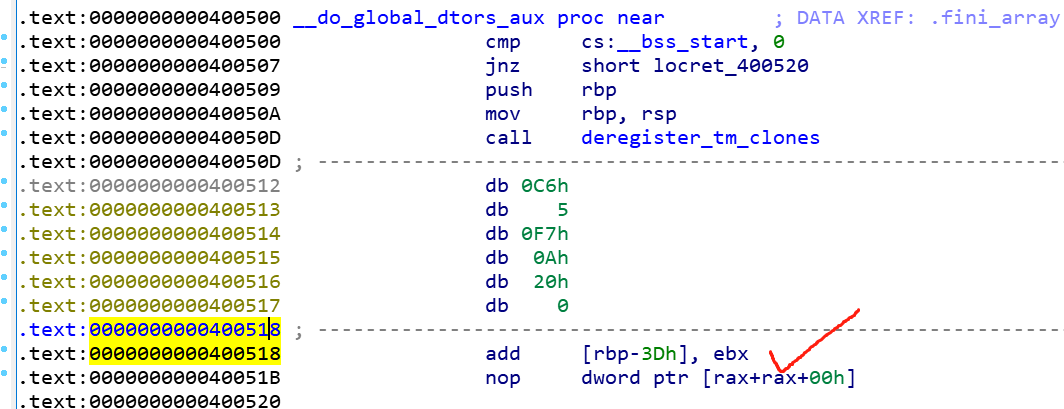 .text:0000000000400500 __do_global_dtors_aux proc near ; DATA XREF: .fini_array
.text:0000000000400500 cmp cs:__bss_start, 0
.text:0000000000400507 jnz short locret_400520
.text:0000000000400509 push rbp
.text:000000000040050A mov rbp, rsp
.text:000000000040050D call deregister_tm_clones
.text:000000000040050D ; ---------------------------------------------------------------
.text:0000000000400512 db 0C6h
.text:0000000000400513 db 5
.text:0000000000400514 db 0F7h
.text:0000000000400515 db 0Ah
.text:0000000000400516 db 20h
.text:0000000000400517 db 0
.text:0000000000400518 ; ---------------------------------------------------------------
.text:0000000000400518 add [rbp-3Dh], ebx
.text:000000000040051B nop dword ptr [rax+rax+00h]
.text:0000000000400520